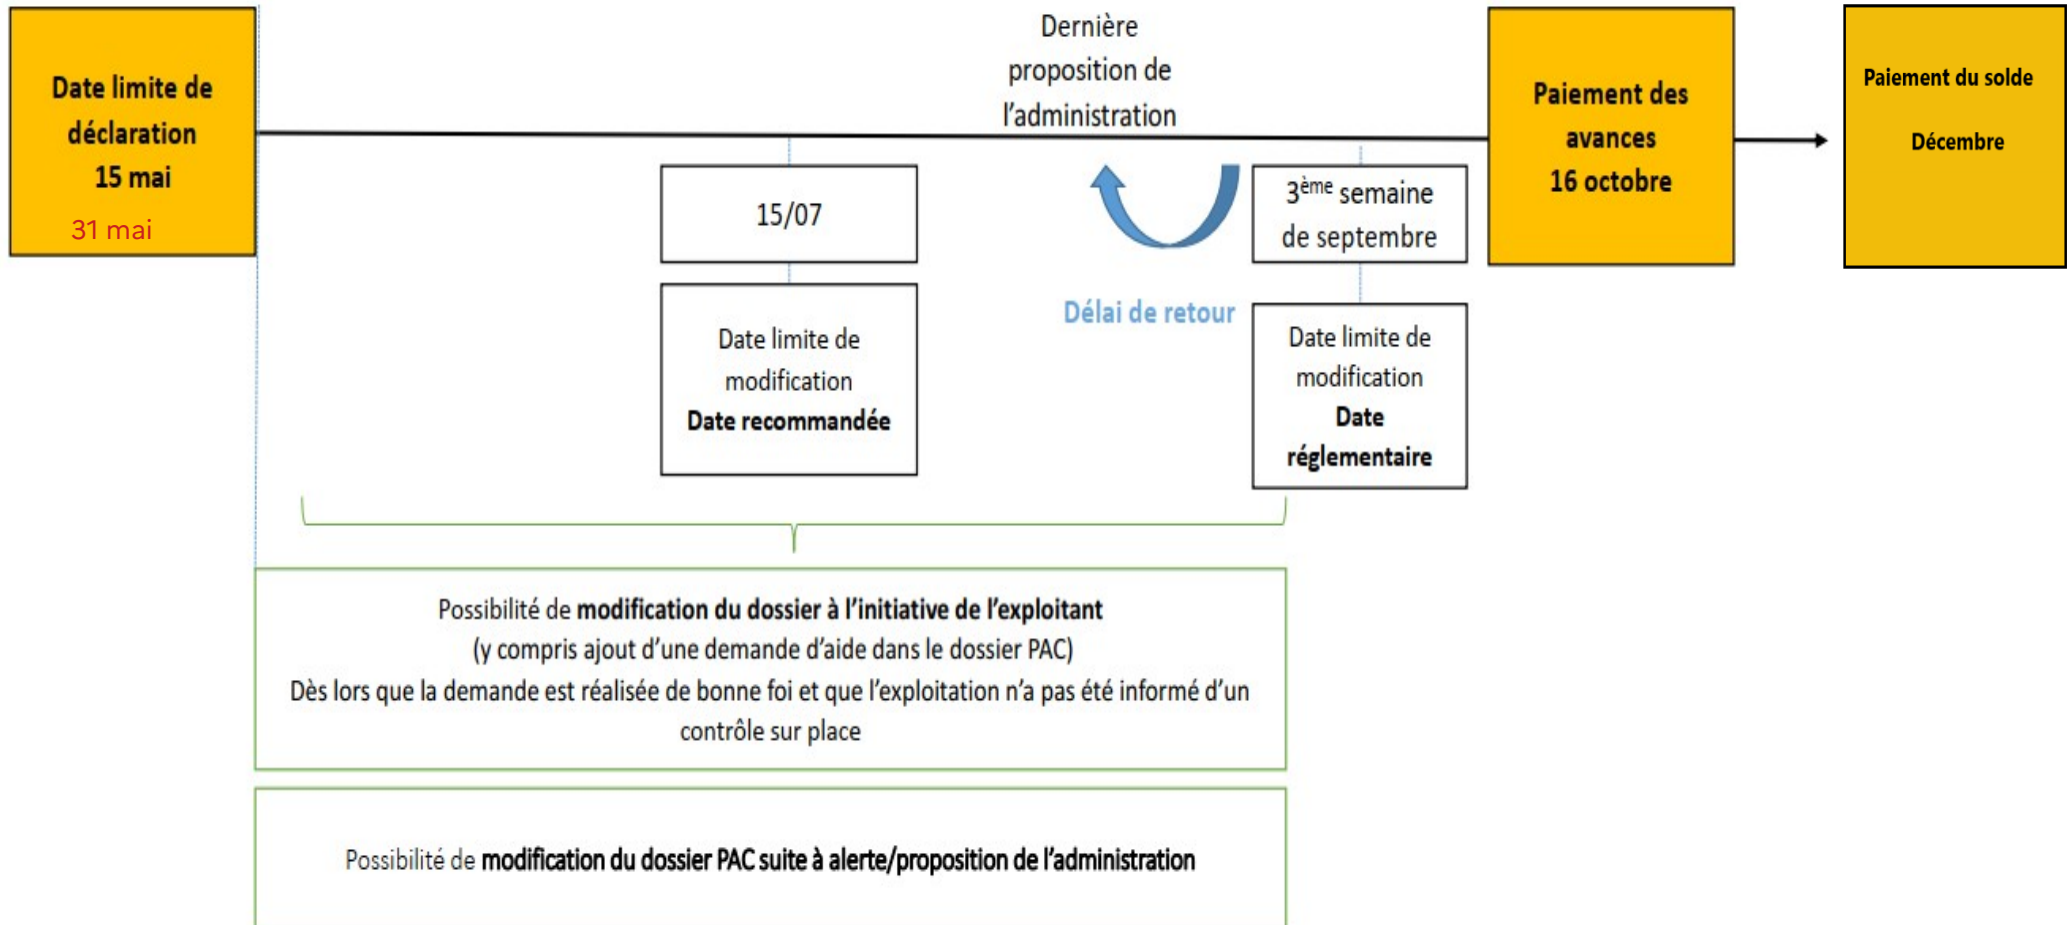 Date limite de
déclaration
15 mai
31 mai
Dernière
proposition de
l'administration
Paiement des
avances
16 octobre
Paiement du solde
Décembre
15/07
3ème semaine
de septembre
Délai de retour
Date limite de
modification
Date recommandée
Date limite de
modification
Date
réglementaire
Possibilité de modification du dossier à l'initiative de l'exploitant
(y compris ajout d'une demande d'aide dans le dossier PAC)
Dès lors que la demande est réalisée de bonne foi et que l'exploitation n'a pas été informé d'un
contrôle sur place
Possibilité de modification du dossier PAC suite à alerte/proposition de l'administration